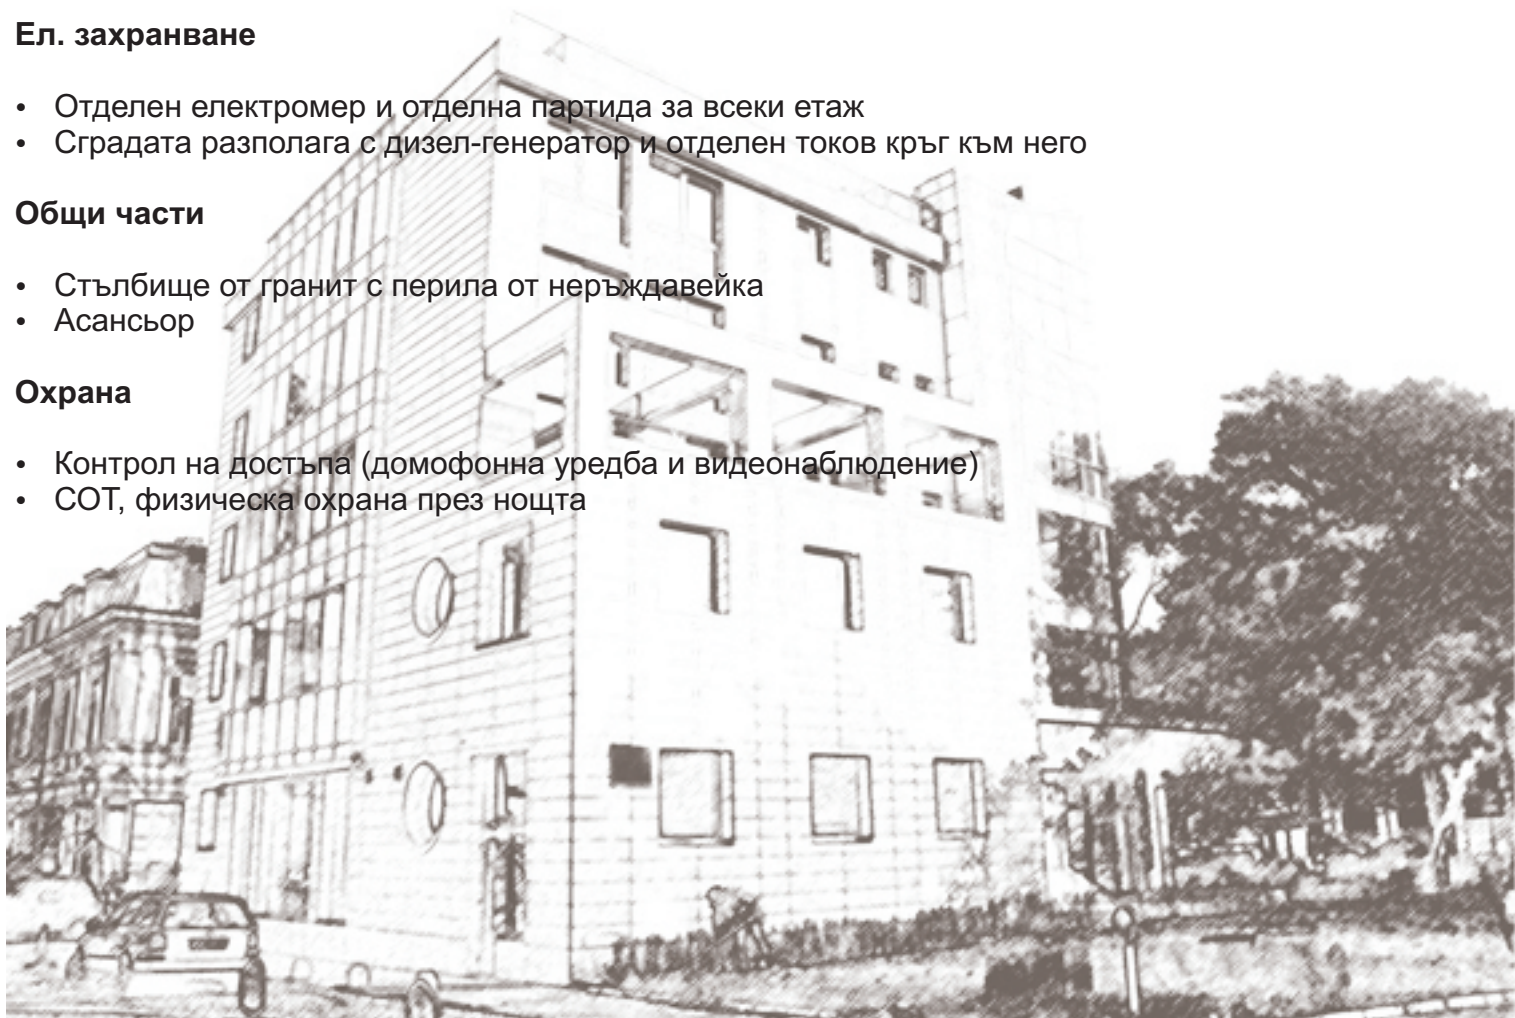 Ел. захранване
• Отделен електромер и отделна партида за всеки етаж
• Сградата разполага с дизел-генератор и отделен токов кръг към него
Общи части
• Стълбище от гранит с перила от неръждавейка
• Асансьор
Охрана
• Контрол на достъпа (домофонна уредба и видеонаблюдение)
• СОТ, физическа охрана през нощта